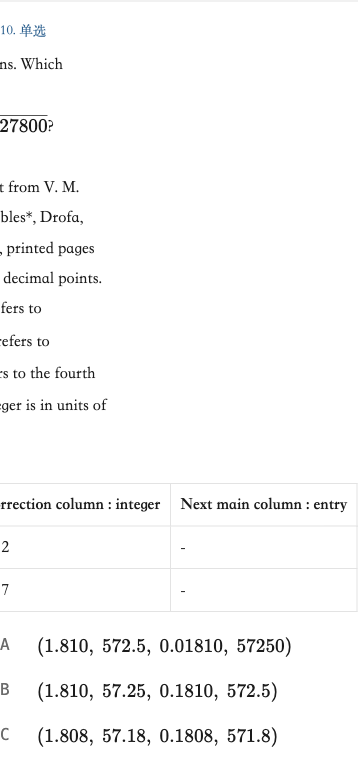 10. 单选
ns. Which
27800?
t from V. M.
bles*, Drofa,
, printed pages
decimal points.
fers to
refers to
rs to the fourth
ger is in units of
rrection column : integer Next main column : entry
2 -
7 -
A (1.810, 572.5, 0.01810, 57250)
B (1.810, 57.25, 0.1810, 572.5)
C (1.808, 57.18, 0.1808, 571.8)